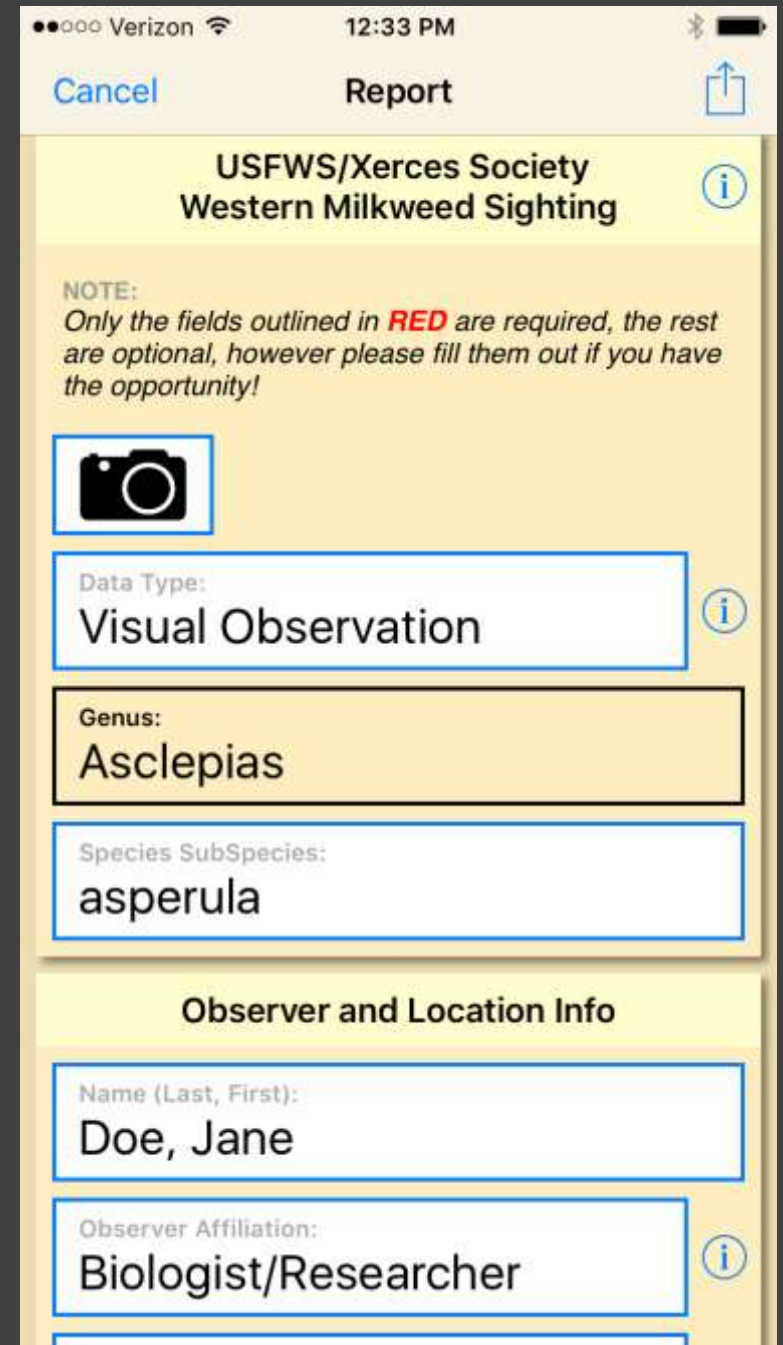 Verizon 12:33 PM
Cancel Report
USFWS/Xerces Society
Western Milkweed Sighting
NOTE:
Only the fields outlined in RED are required, the rest
are optional, however please fill them out if you have
the opportunity!
Data Type:
Visual Observation
Genus:
Asclepias
Species SubSpecies:
asperula
Observer and Location Info
Name (Last, First):
Doe, Jane
Observer Affiliation:
Biologist/Researcher